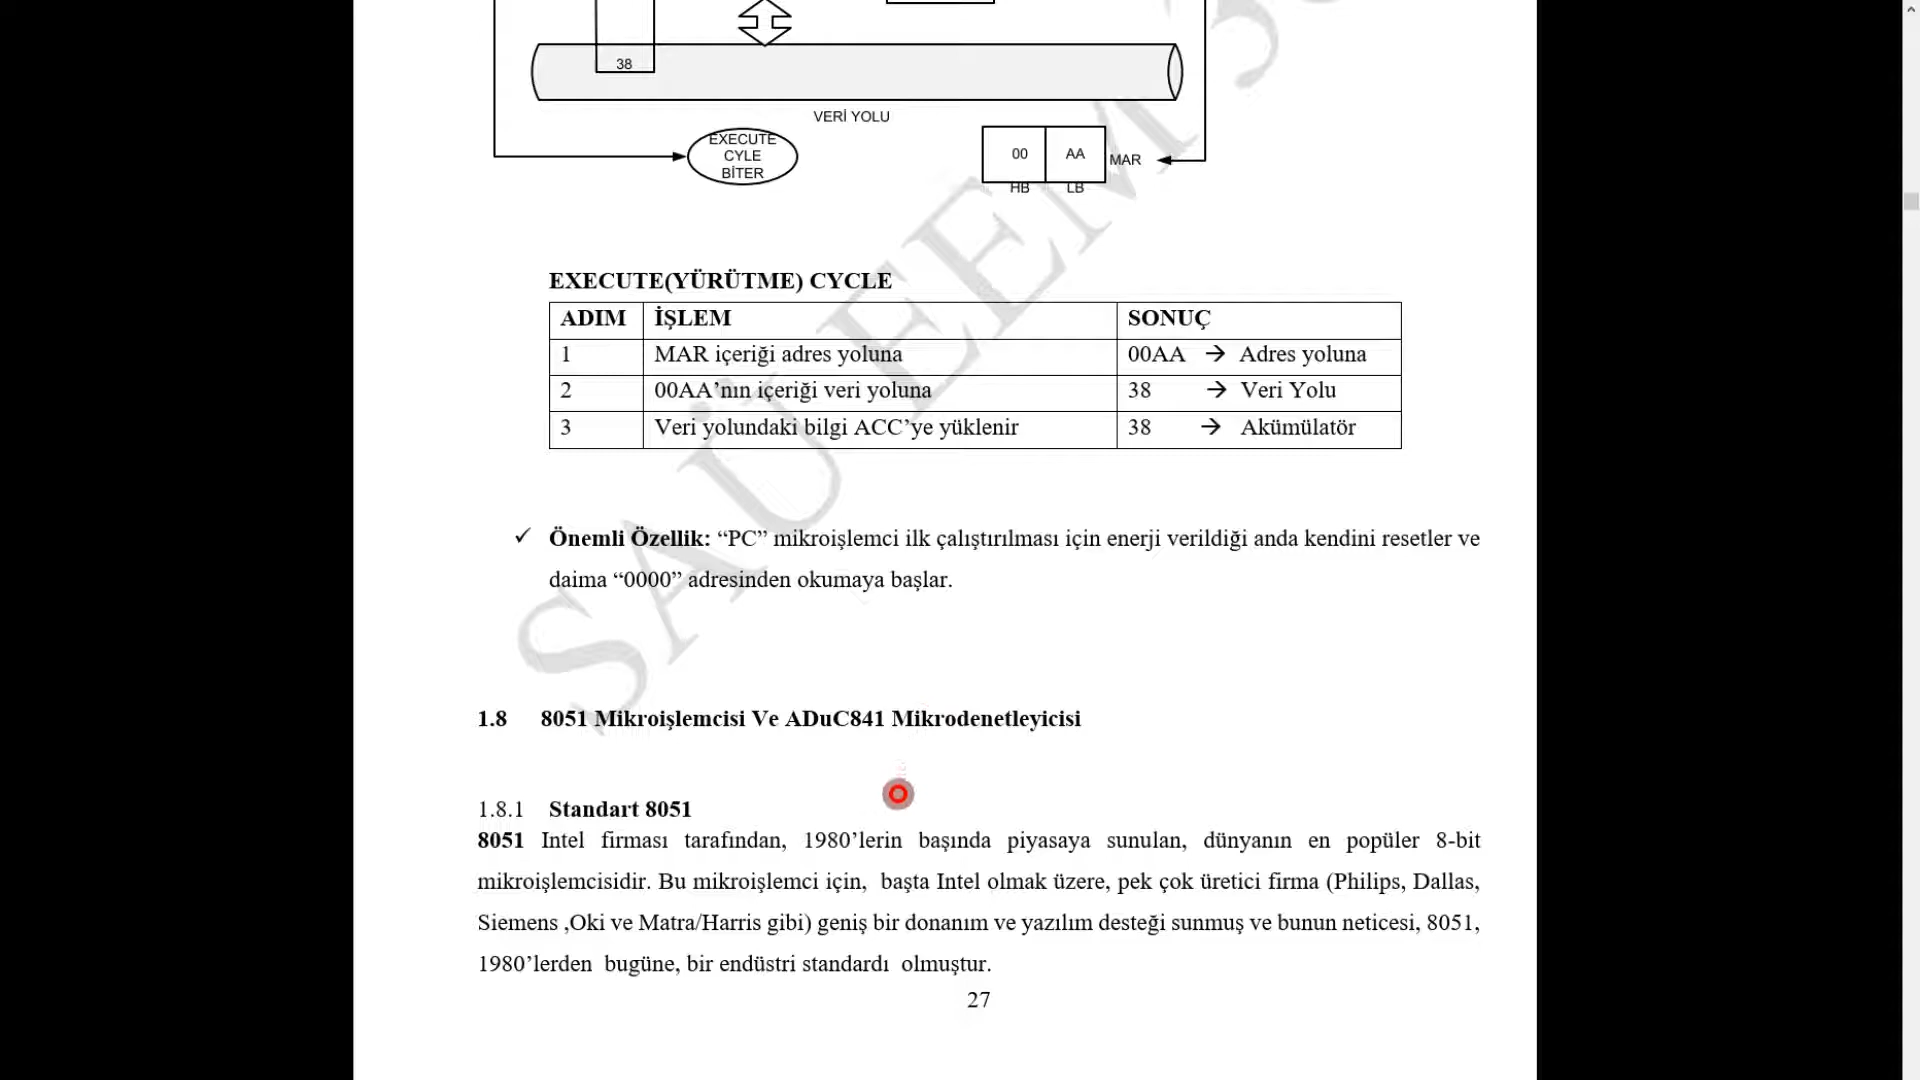 38
VERİ YOLU
EXECUTE
CYLE
BİTER
00 AA MAR
HB LB
EXECUTE(YÜRÜTME) CYCLE
ADIM İŞLEM SONUÇ
1 MAR içeriği adres yoluna 00AA → Adres yoluna
2 00AA’nın içeriği veri yoluna 38 → Veri Yolu
3 Veri yolundaki bilgi ACC’ye yüklenir 38 → Akümülatör
✓ Önemli Özellik: “PC” mikroişlemci ilk çalıştırılması için enerji verildiği anda kendini resetler ve
daima “0000” adresinden okumaya başlar.
1.8 8051 Mikroişlemcisi Ve ADuC841 Mikrodenetleyicisi
1.8.1 Standart 8051
8051 Intel firması tarafından, 1980’lerin başında piyasaya sunulan, dünyanın en popüler 8-bit
mikroişlemcisidir. Bu mikroişlemci için, başta Intel olmak üzere, pek çok üretici firma (Philips, Dallas,
Siemens ,Oki ve Matra/Harris gibi) geniş bir donanım ve yazılım desteği sunmuş ve bunun neticesi, 8051,
1980’lerden bugüne, bir endüstri standardı olmuştur.
27
SAÜ EEM